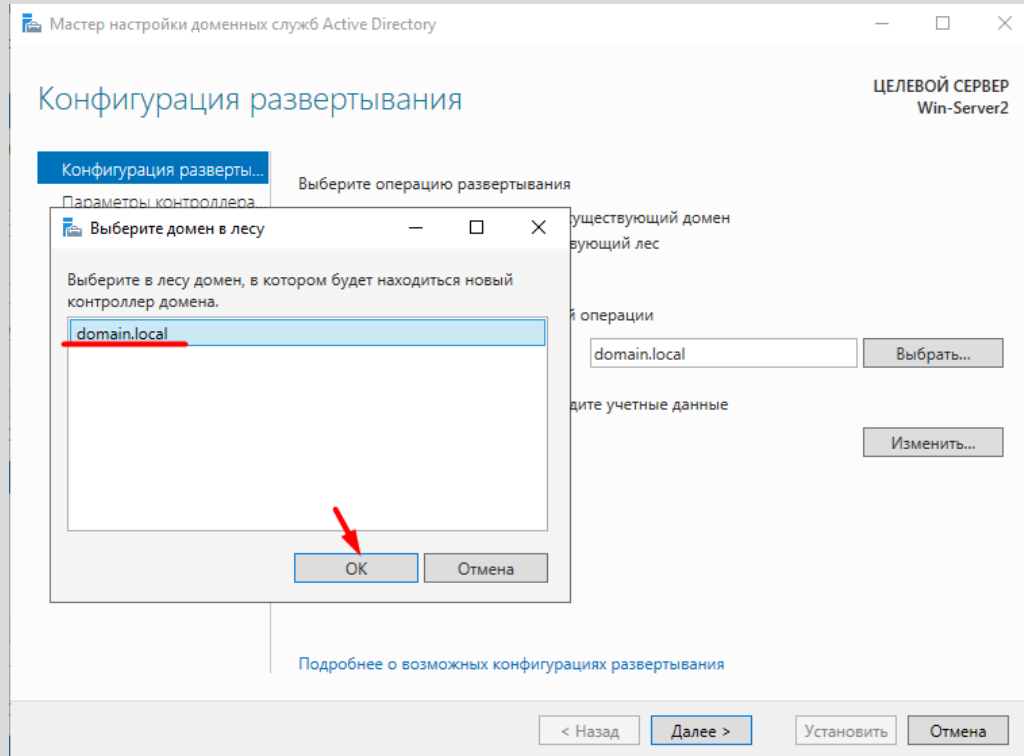 Мастер настройки доменных служб Active Directory
Конфигурация развертывания
ЦЕЛЕВОЙ СЕРВЕР
Win-Server2
Конфигурация разверты...
Параметры контроллера...
Выберите операцию развертывания
существующий домен
вующий лес
й операции
domain.local
Выбрать...
дите учетные данные
Изменить...
Выберите домен в лесу
Выберите в лесу домен, в котором будет находиться новый
контроллер домена.
domain.local
ОК
Отмена
Подробнее о возможных конфигурациях развертывания
< Назад
Далее >
Установить
Отмена